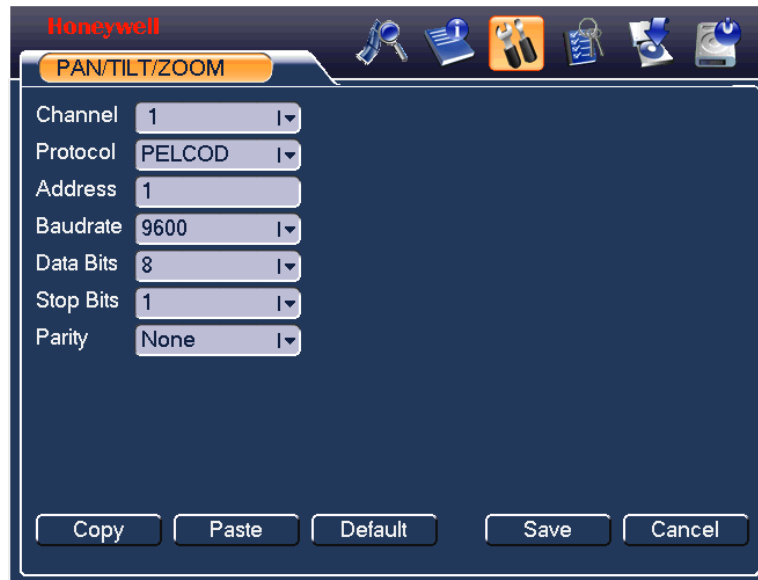 Honeywell
PAN/TILT/ZOOM
Channel 1
Protocol PELCOD
Address 1
Baudrate 9600
Data Bits 8
Stop Bits 1
Parity None
Copy Paste Default Save Cancel